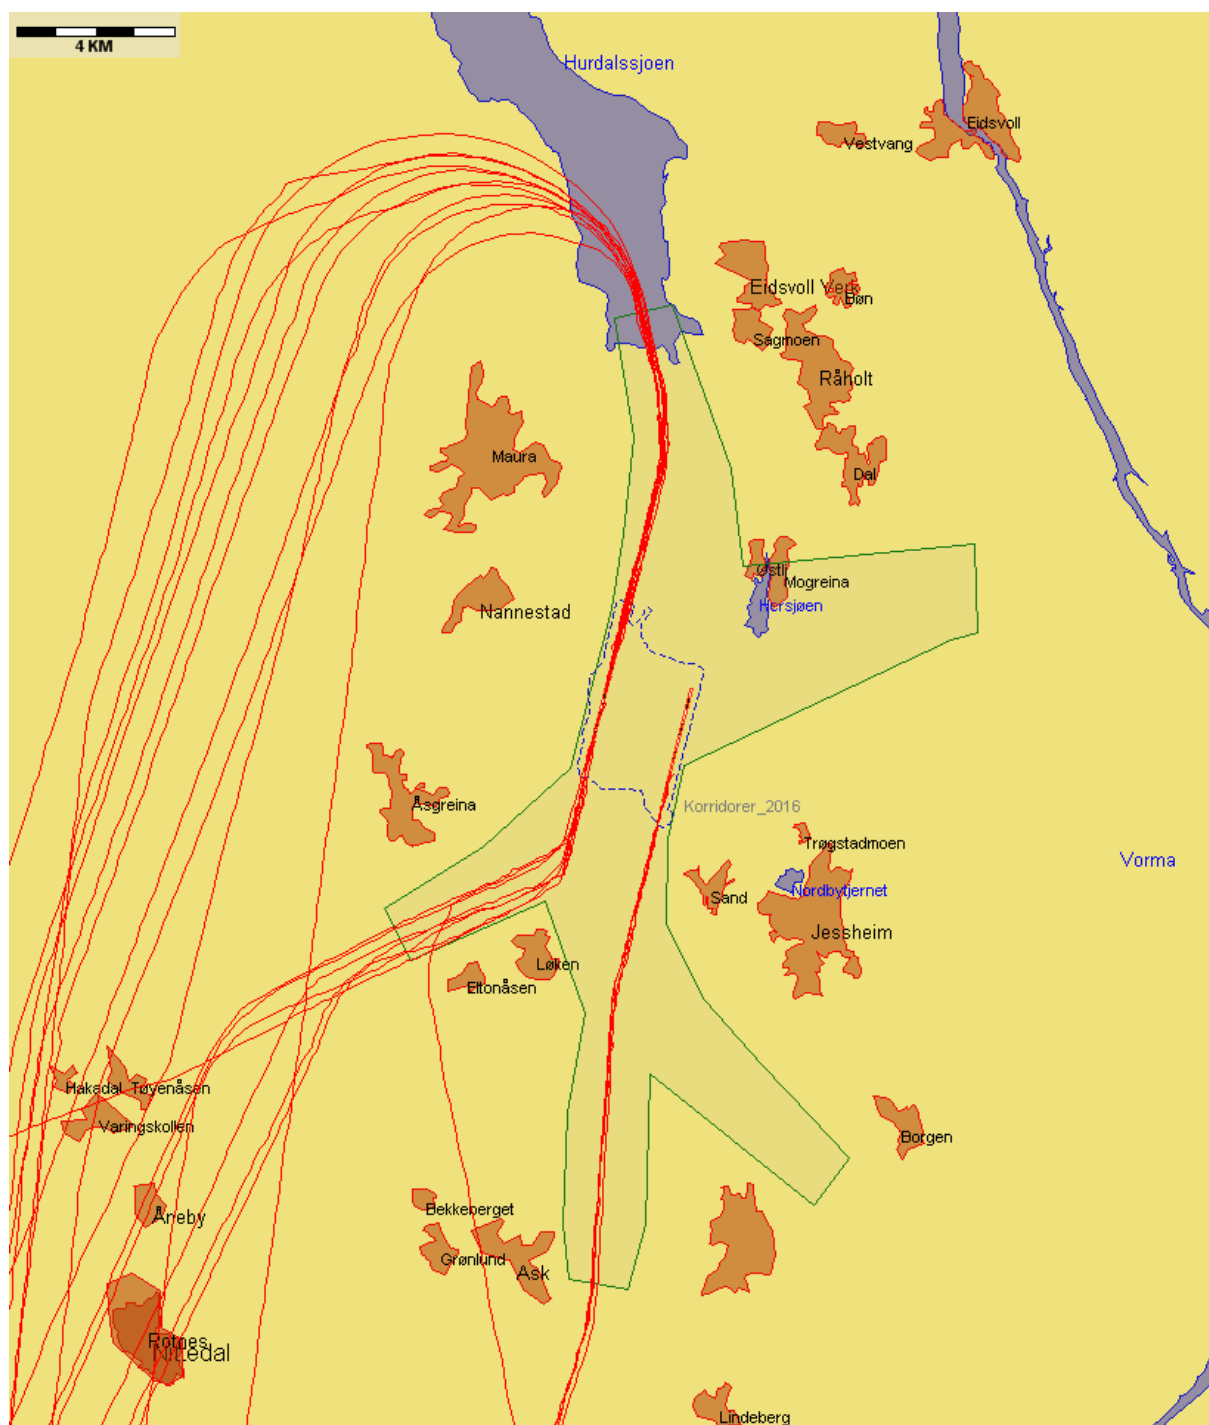 4 KM
Hurdalssjoen
Eidsvoll
Vestvang
Eidsvoll Verk
Bøn
Sagmoen
Råholt
Maura
Dal
Østli
Mogreina
Hersjøen
Nannestad
Åsgreina
Korridorer_2016
Trøgstadmoen
Vorma
Nordbytjernet
Sand
Jessheim
Løken
Eltonåsen
Hakadal
Tøyenåsen
Varingskollen
Borgen
Åneby
Bekkeberget
Grønlund
Ask
Rotnes
Nittedal
Lindeberg